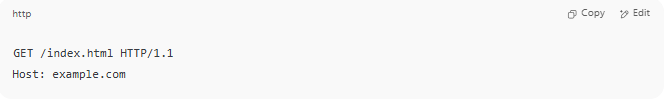 http Copy Edit
GET /index.html HTTP/1.1
Host: example.com